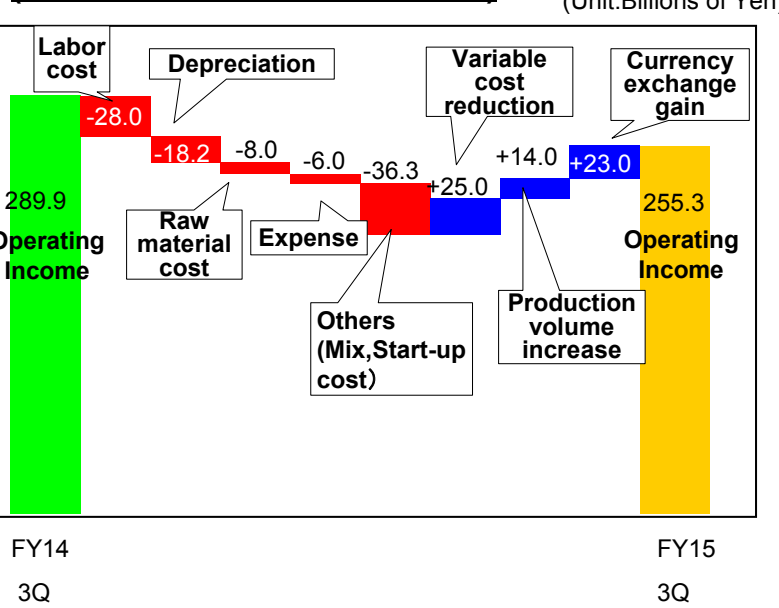 (Unit:Billions of Yen)
Labor
cost
Depreciation
Variable
cost
reduction
Currency
exchange
gain
-28.0
-18.2
-8.0
-6.0
-36.3
+25.0
+14.0
+23.0
289.9
Operating
Income
Raw
material
cost
Expense
Others
(Mix,Start-up
cost）
Production
volume
increase
255.3
Operating
Income
FY14
3Q
FY15
3Q